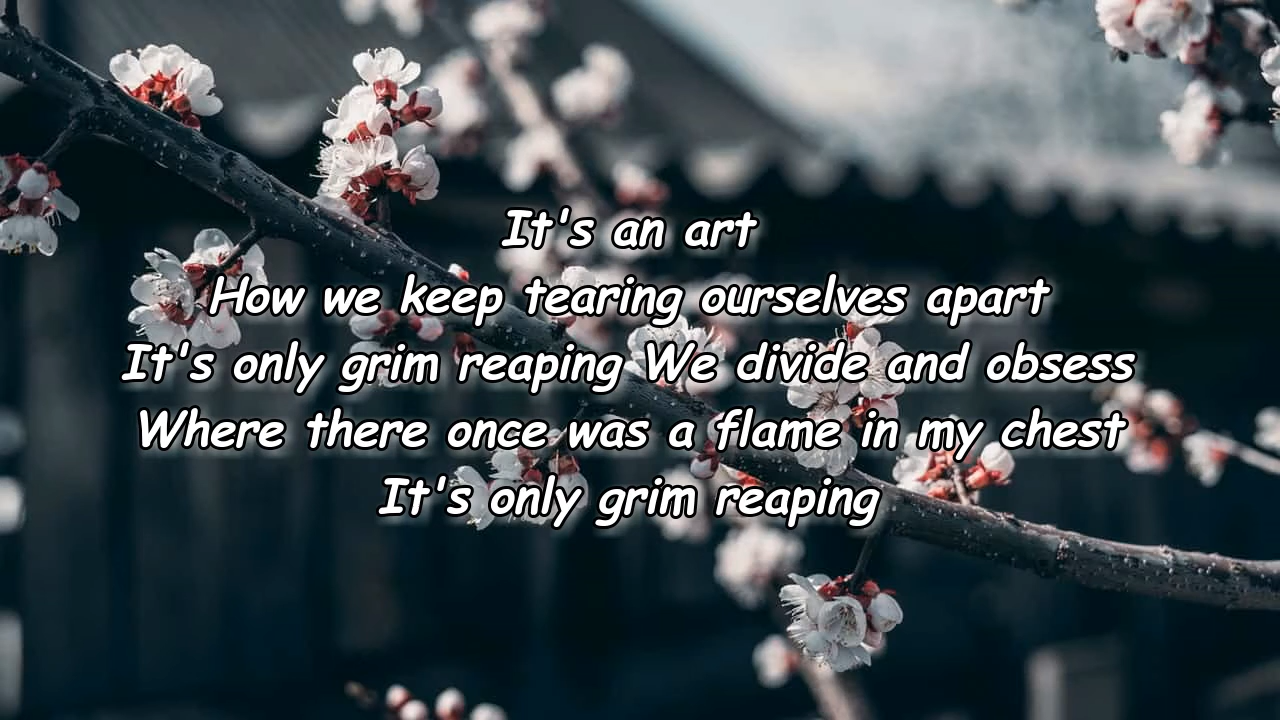 It's an art
How we keep tearing ourselves apart
It's only grim reaping We divide and obsess
Where there once was a flame in my chest
It's only grim reaping